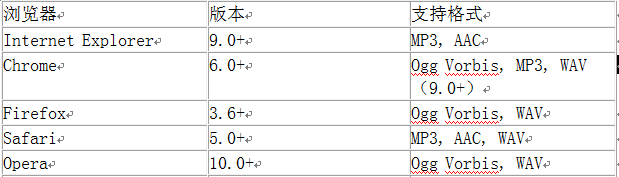 浏览器 版本 支持格式
Internet Explorer 9.0+ MP3, AAC
Chrome 6.0+ Ogg Vorbis, MP3, WAV
（9.0+）
Firefox 3.6+ Ogg Vorbis, WAV
Safari 5.0+ MP3, AAC, WAV
Opera 10.0+ Ogg Vorbis, WAV